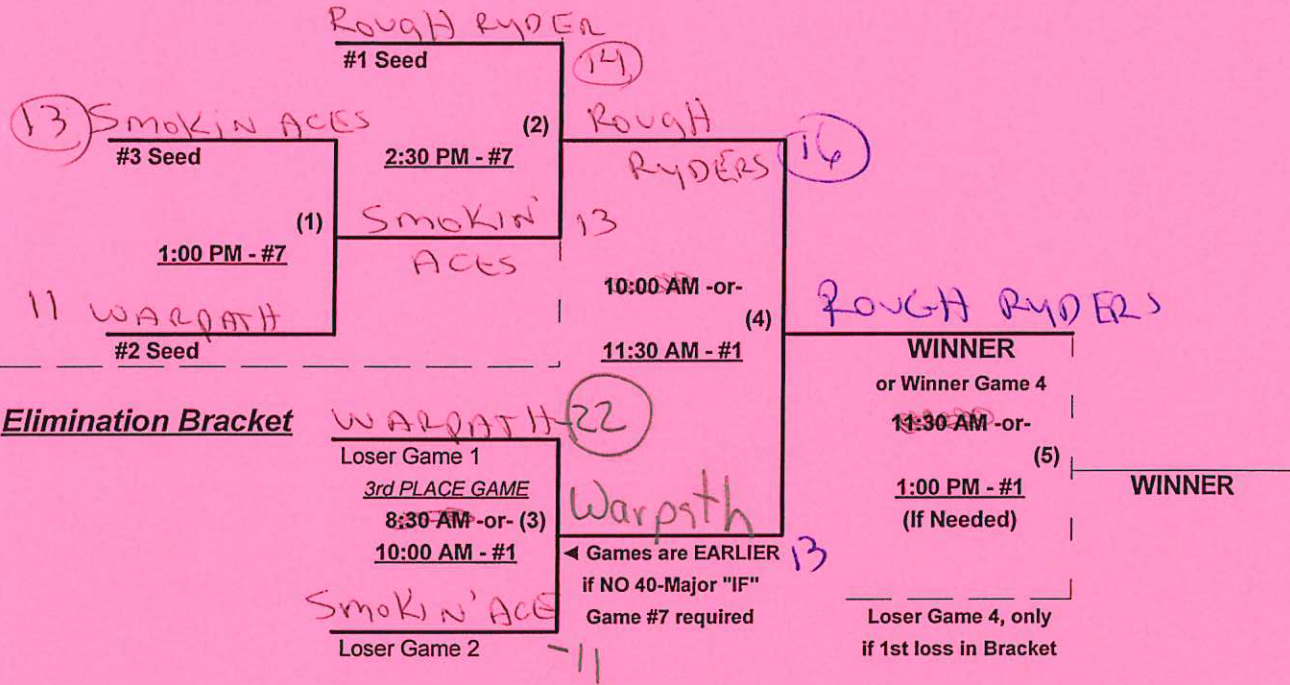 RougH RyDER
#1 Seed
14
13 SmoKiN ACES
#3 Seed
(2)
2:30 PM - #7
RougH
RyDERS
16
(1)
1:00 PM - #7
SmoKIN'
ACES
13
11 WARPATH
#2 Seed
10:00 AM -or-
(4)
11:30 AM - #1
ROUGH RyDERS
WINNER
or Winner Game 4
11:30 AM -or-
(5)
1:00 PM - #1
(If Needed)
WINNER
Loser Game 4, only
if 1st loss in Bracket
Elimination Bracket
WARPATH 22
Loser Game 1
3rd PLACE GAME
8:30 AM -or- (3)
10:00 AM - #1
Warpath
◄ Games are EARLIER
if NO 40-Major "IF"
Game #7 required
13
SmoKIN' ACE
Loser Game 2
-11